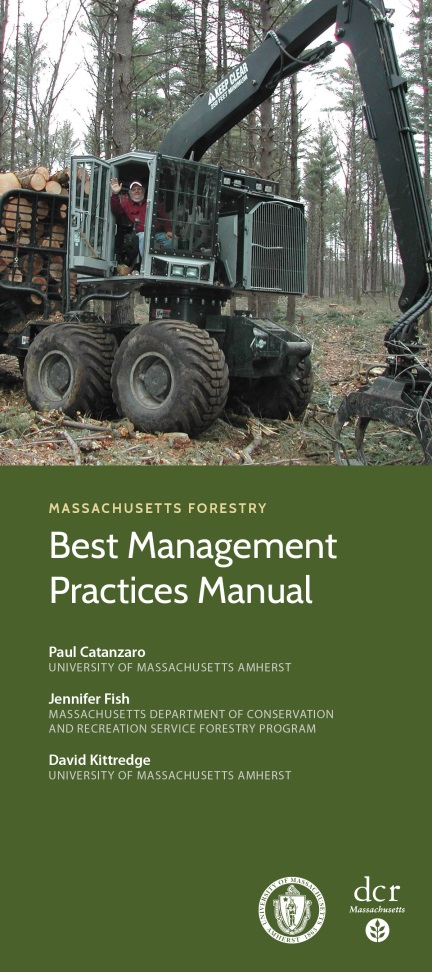 KEEP CLEAR
MASSACHUSETTS FORESTRY
Best Management
Practices Manual
Paul Catanzaro
UNIVERSITY OF MASSACHUSETTS AMHERST
Jennifer Fish
MASSACHUSETTS DEPARTMENT OF CONSERVATION
AND RECREATION SERVICE FORESTRY PROGRAM
David Kittredge
UNIVERSITY OF MASSACHUSETTS AMHERST
UNIVERSITY OF MASSACHUSETTS
AMHERST 1863
dcr
Massachusetts